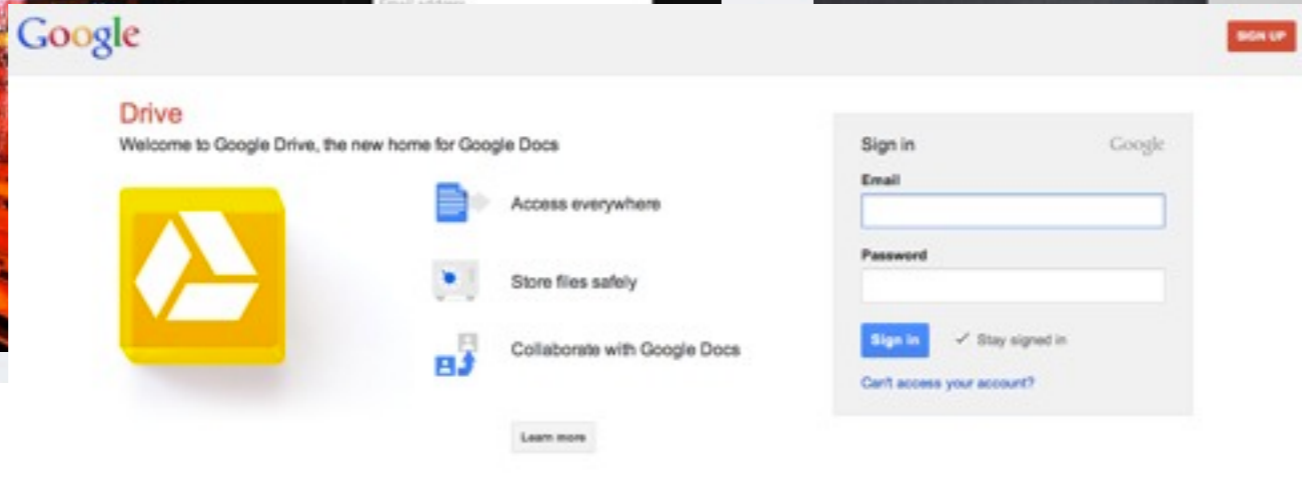 Email address
Google
SIGN UP
Drive
Welcome to Google Drive, the new home for Google Docs
Access everywhere
Store files safely
Collaborate with Google Docs
Learn more
Sign in
Google
Email
Password
Sign in
Stay signed in
Can't access your account?